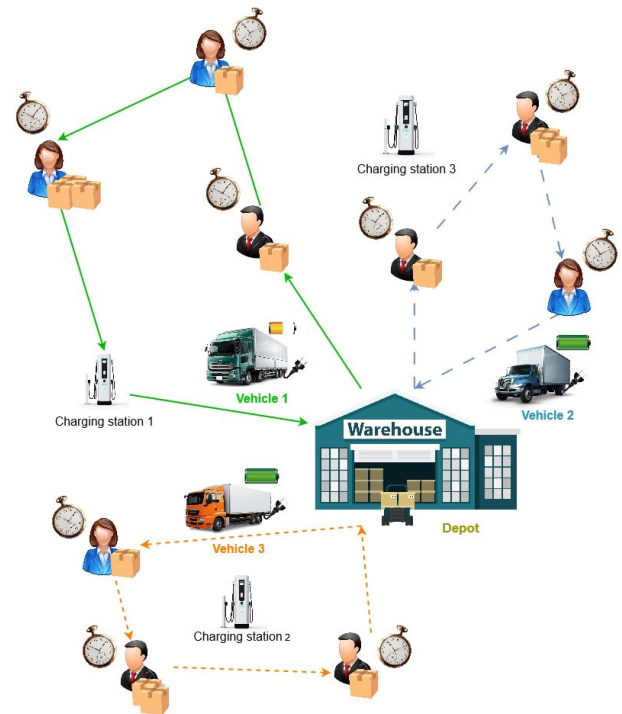 Charging station 3
Vehicle 1
Charging station 1
Vehicle 2
Warehouse
Depot
Vehicle 3
Charging station 2